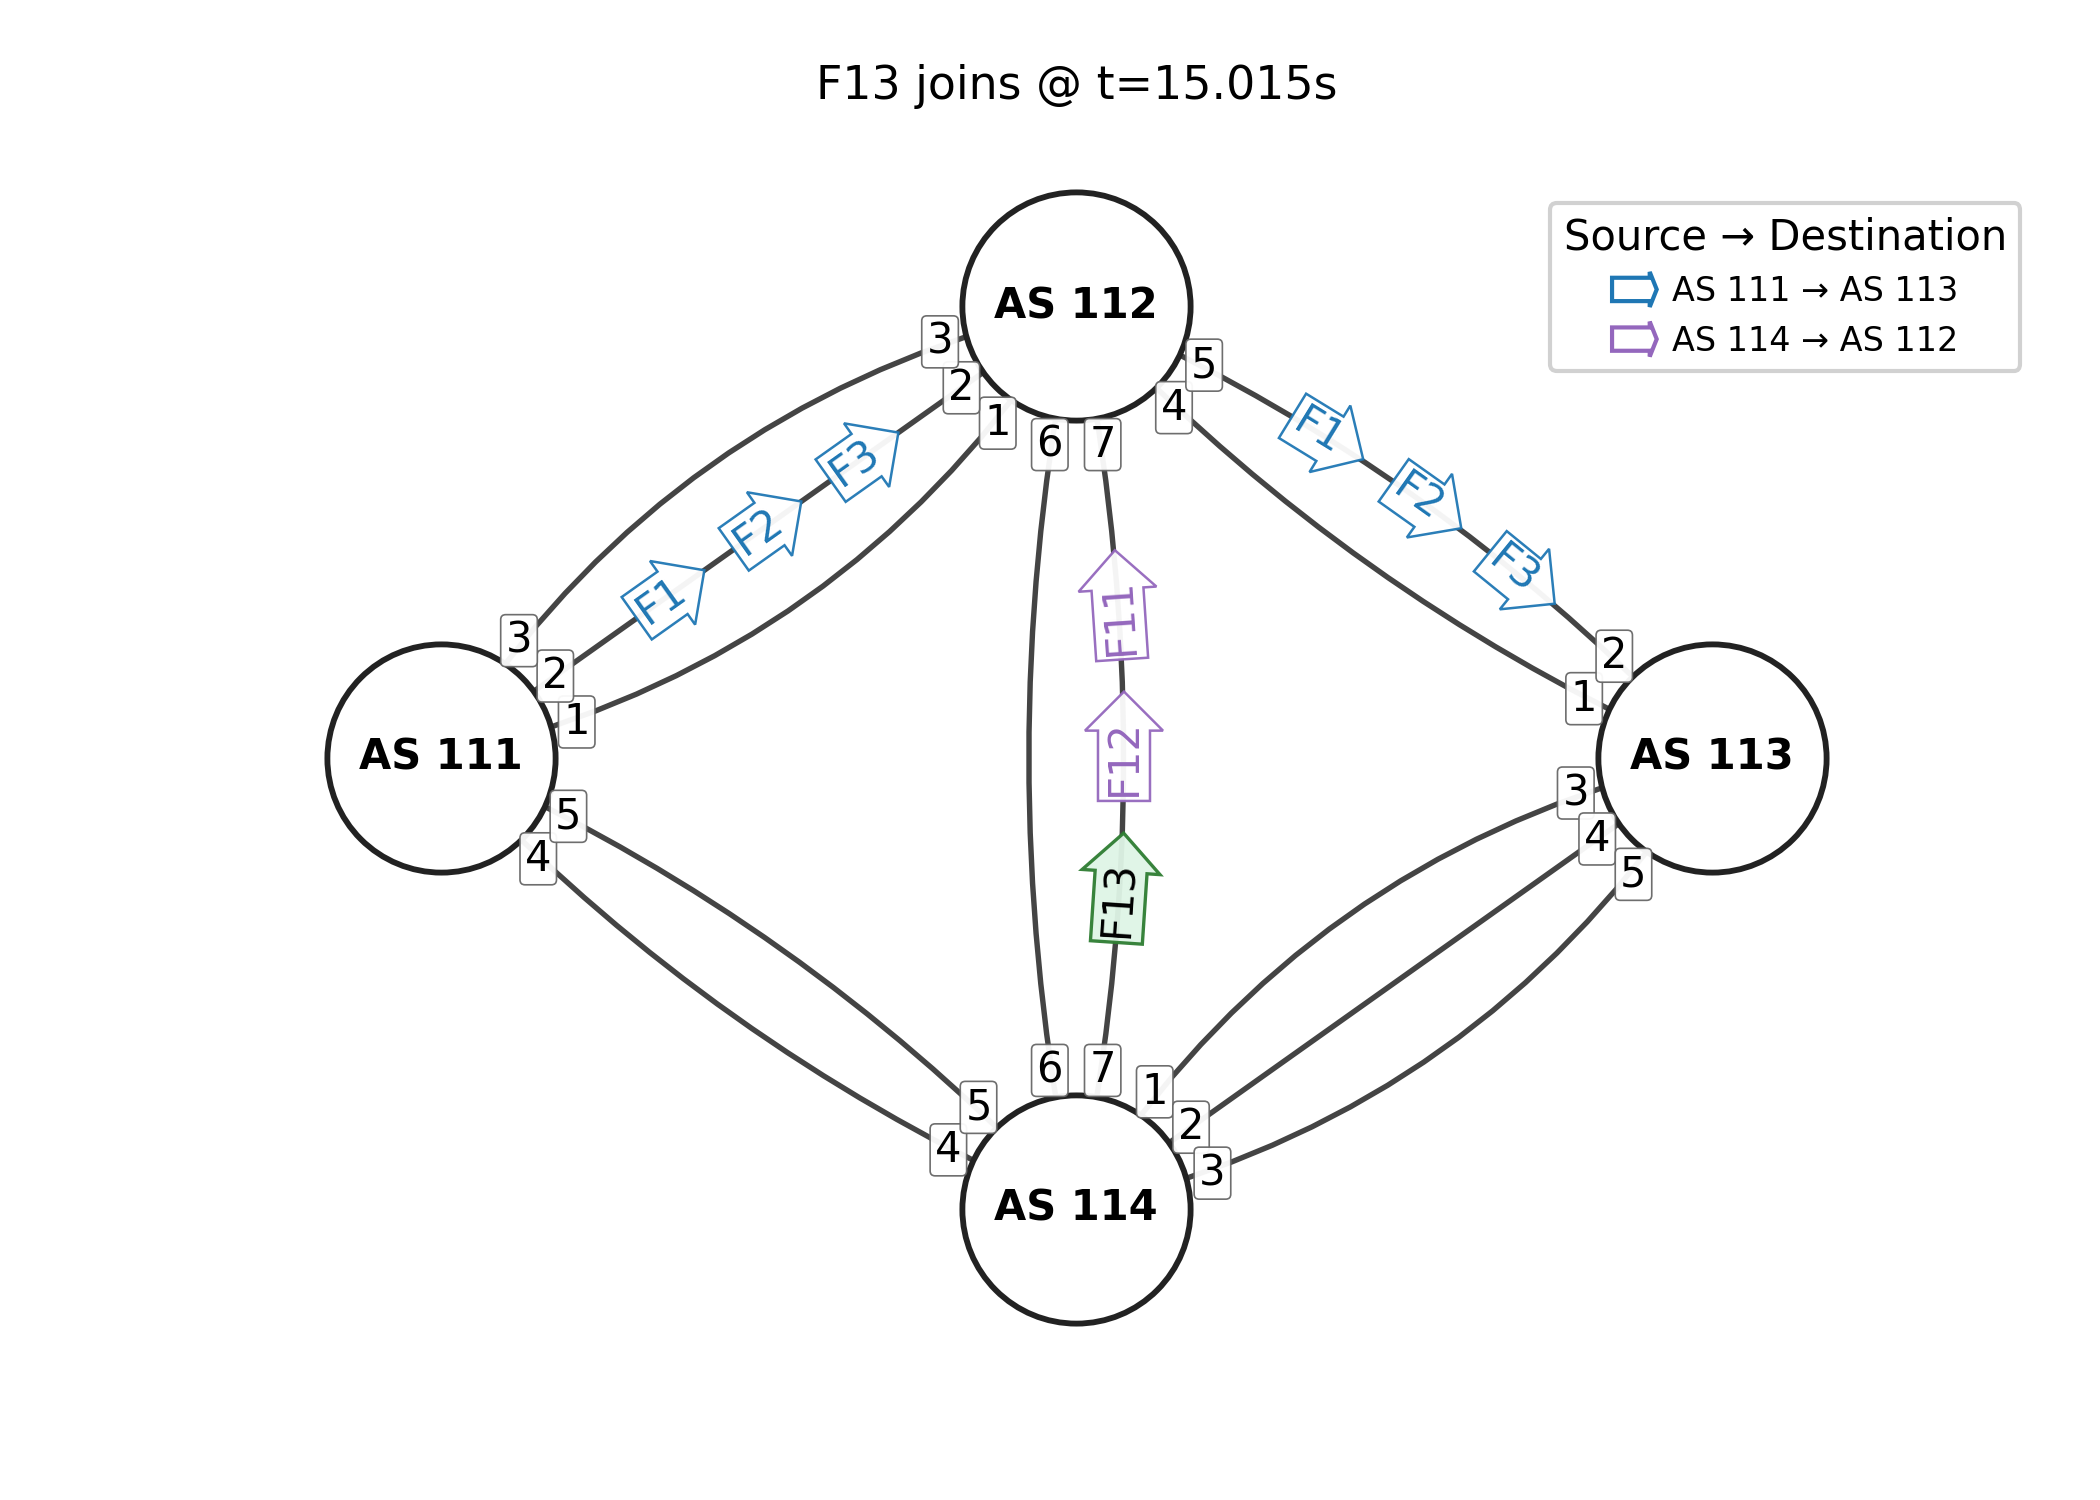 F13 joins @ t=15.015s
Source → Destination
AS 111 → AS 113
AS 114 → AS 112
AS 112
3
2
1
6
7
4
5
F1
F2
F3
F1
F2
F3
3
2
1
AS 111
5
4
F11
F12
F13
2
1
AS 113
3
4
5
6
7
1
2
3
5
4
AS 114